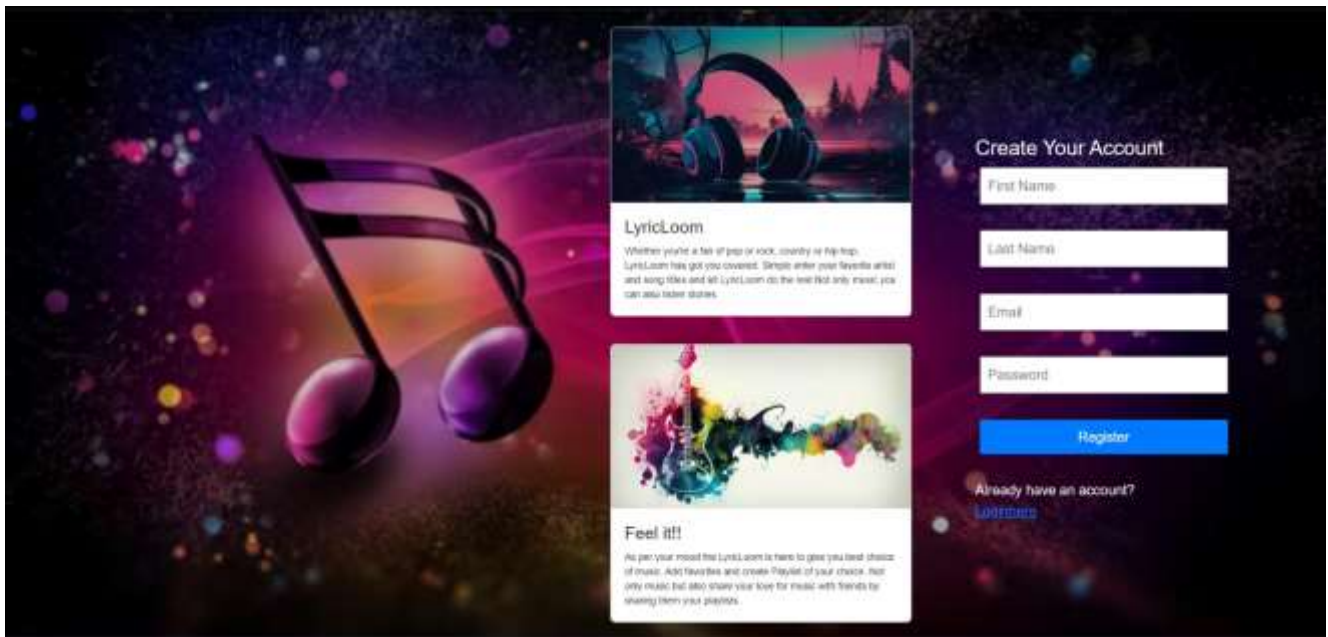 LyricLoom
Whether you're a fan of pop or rock, country or hip hop,
LyricLoom has got you covered. Simply enter your favorite artist
and song titles and let LyricLoom do the rest Not only music you
can also listen stories
Feel it!!
As per your mood the LyricLoom is here to give you best choice
of music. Add favorites and create Playlist of your choice. Not
only music but also share your love for music with friends by
sharing them your playlists.
Create Your Account
First Name
Last Name
Email
Password
Register
Already have an account?